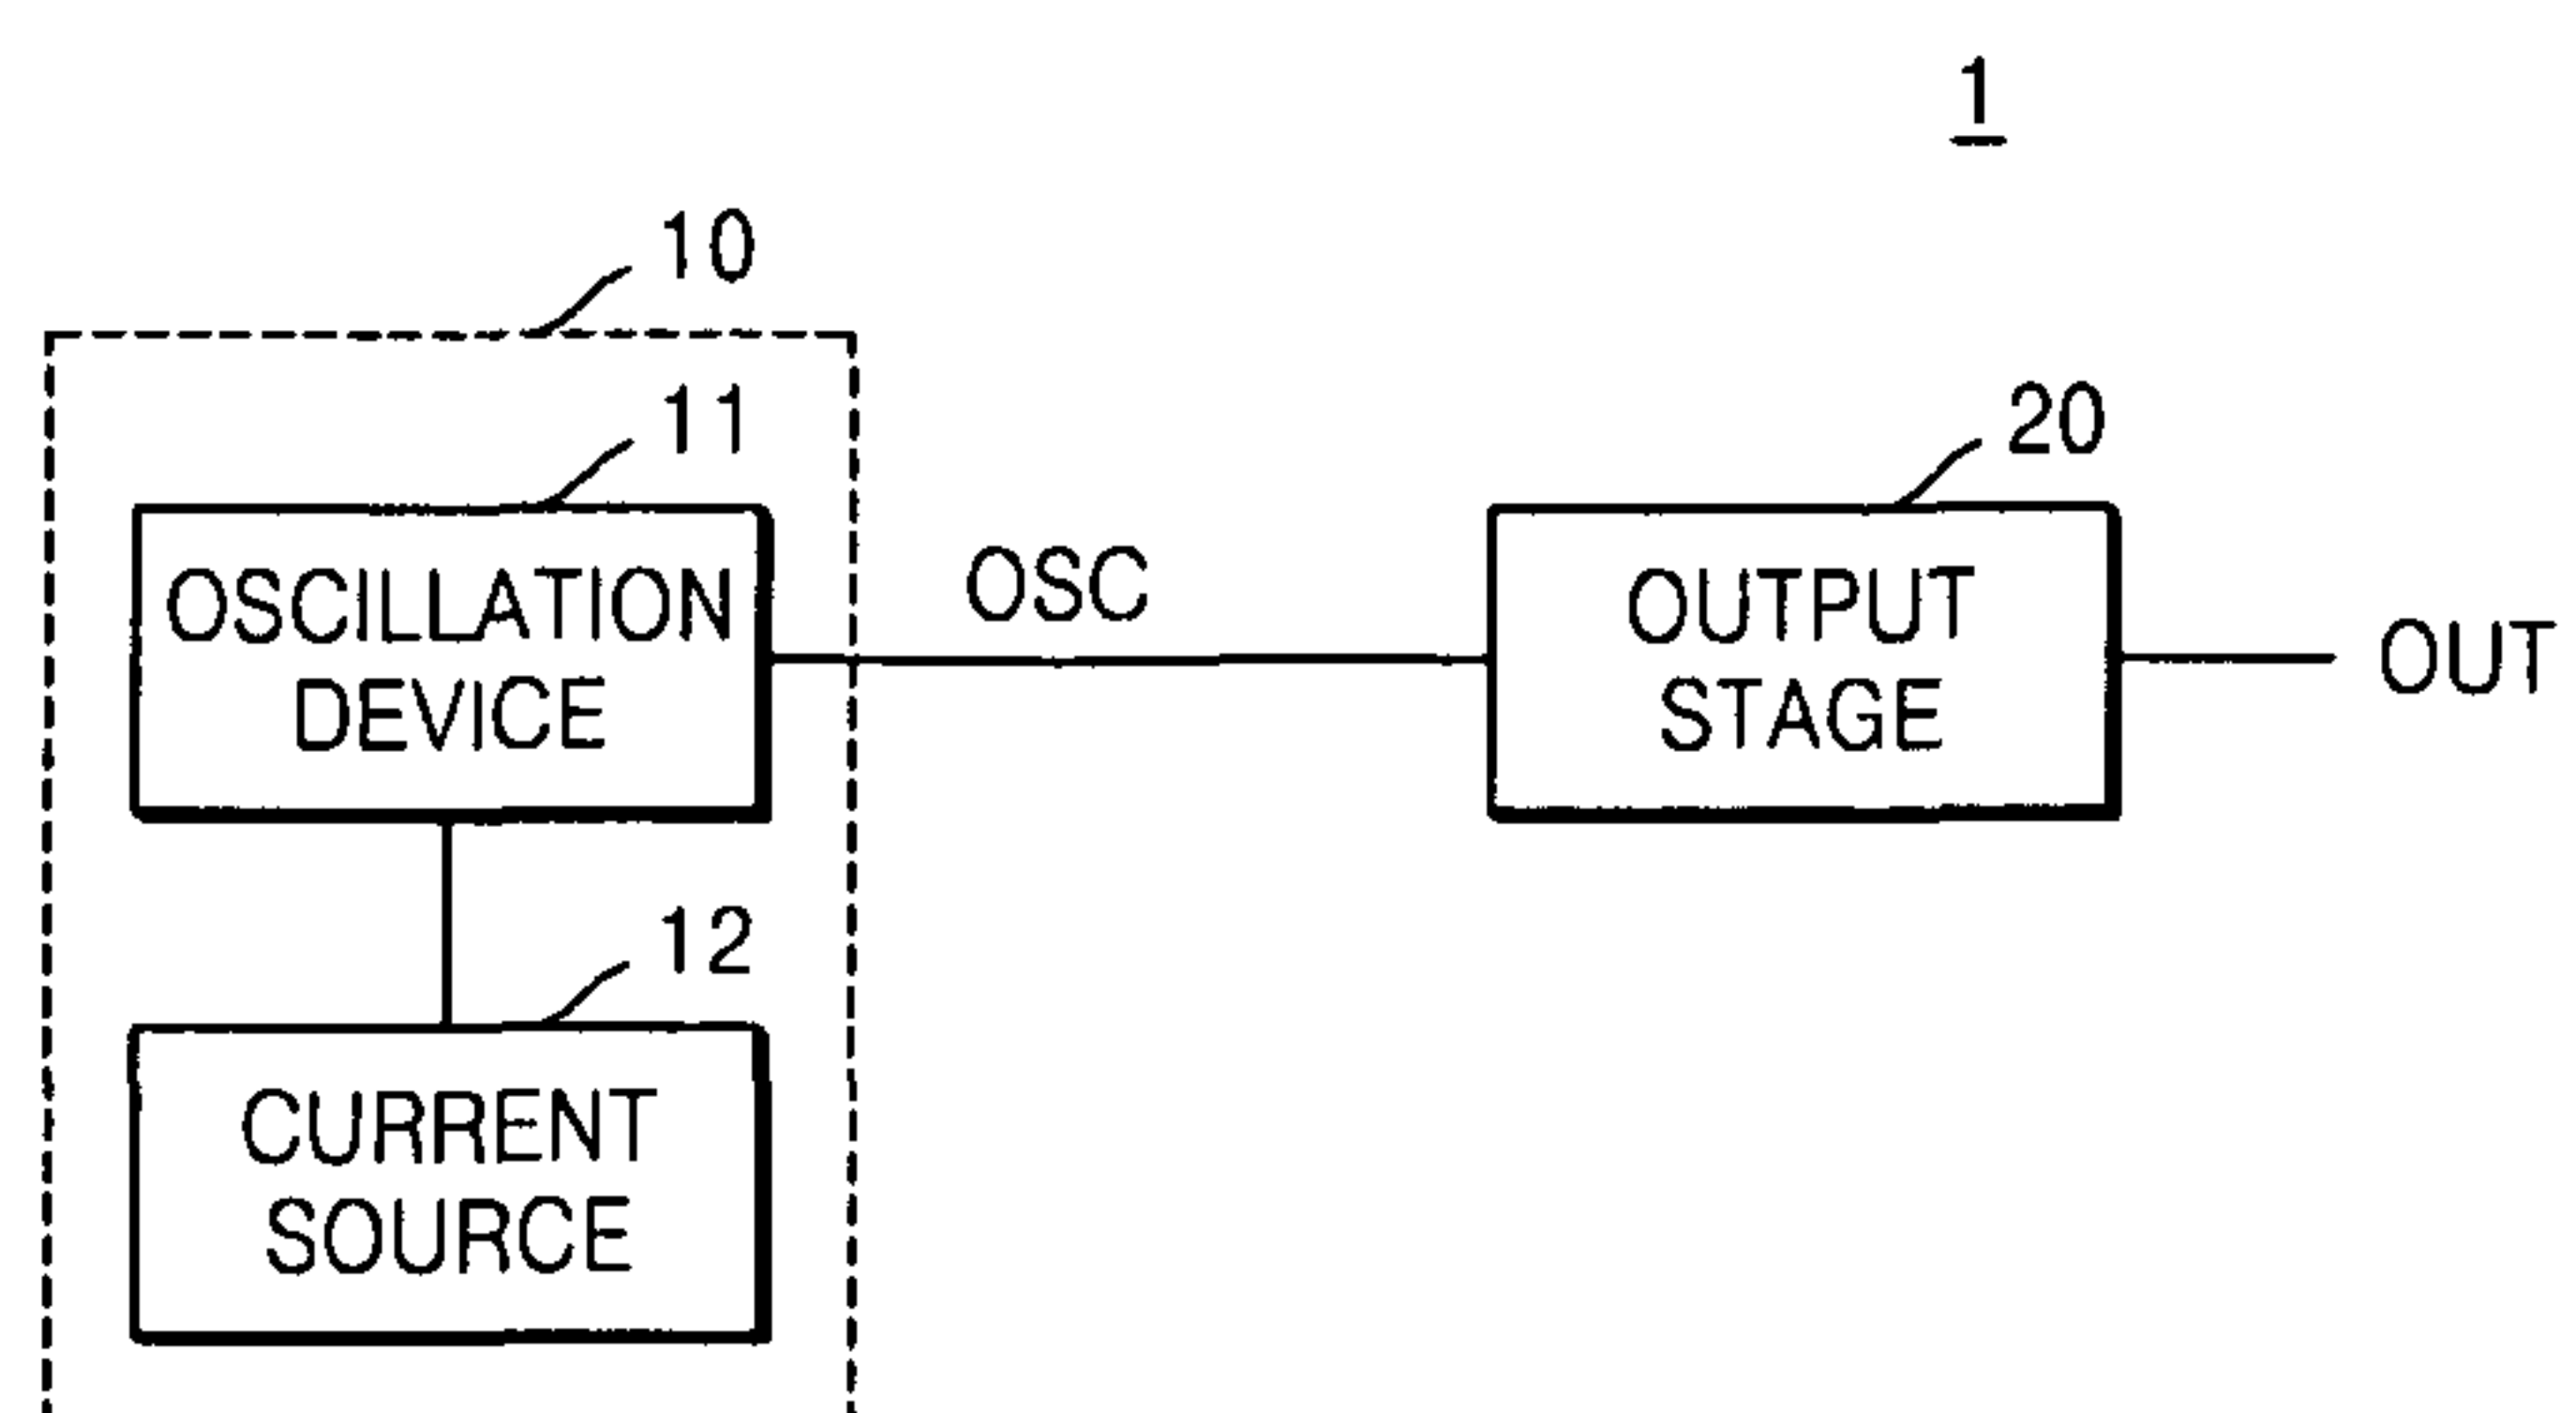 1
10
11
20
OSCILLATION
DEVICE
OSC
OUTPUT
STAGE
OUT
12
CURRENT
SOURCE